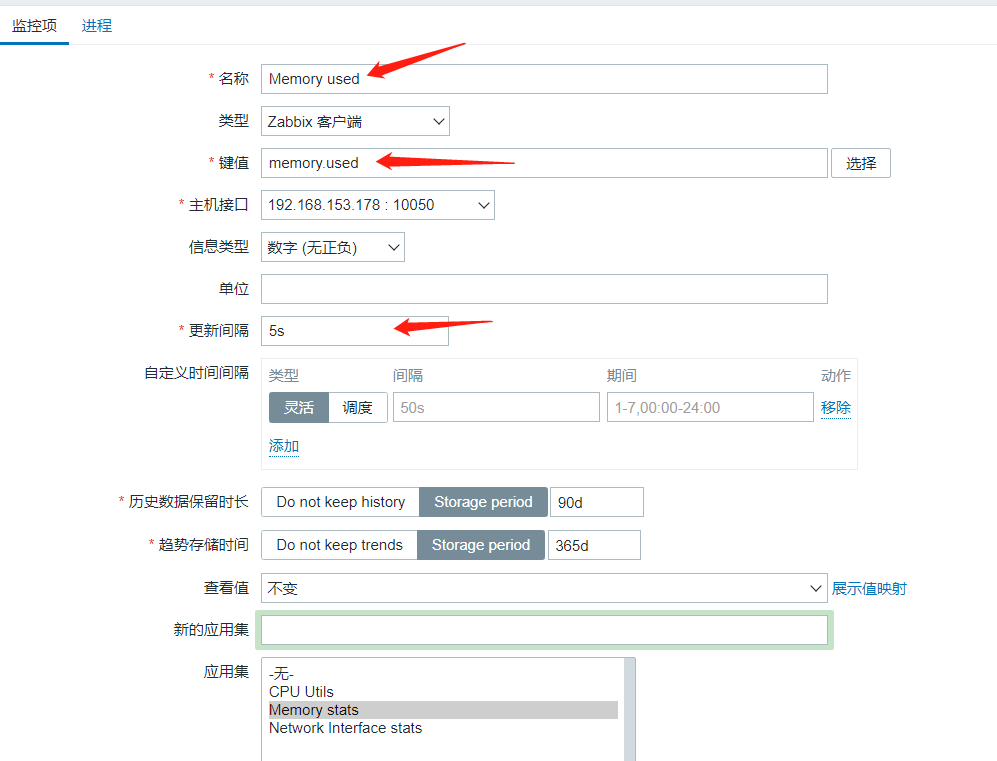 监控项 进程
* 名称 Memory used
类型 Zabbix 客户端
* 键值 memory.used 选择
* 主机接口 192.168.153.178 : 10050
信息类型 数字 (无正负)
单位
* 更新间隔 5s
自定义时间间隔 类型 间隔 期间 动作
灵活 调度 50s 1-7,00:00-24:00 移除
添加
* 历史数据保留时长 Do not keep history Storage period 90d
* 趋势存储时间 Do not keep trends Storage period 365d
查看值 不变 展示值映射
新的应用集
应用集 -无-
CPU Utils
Memory stats
Network Interface stats